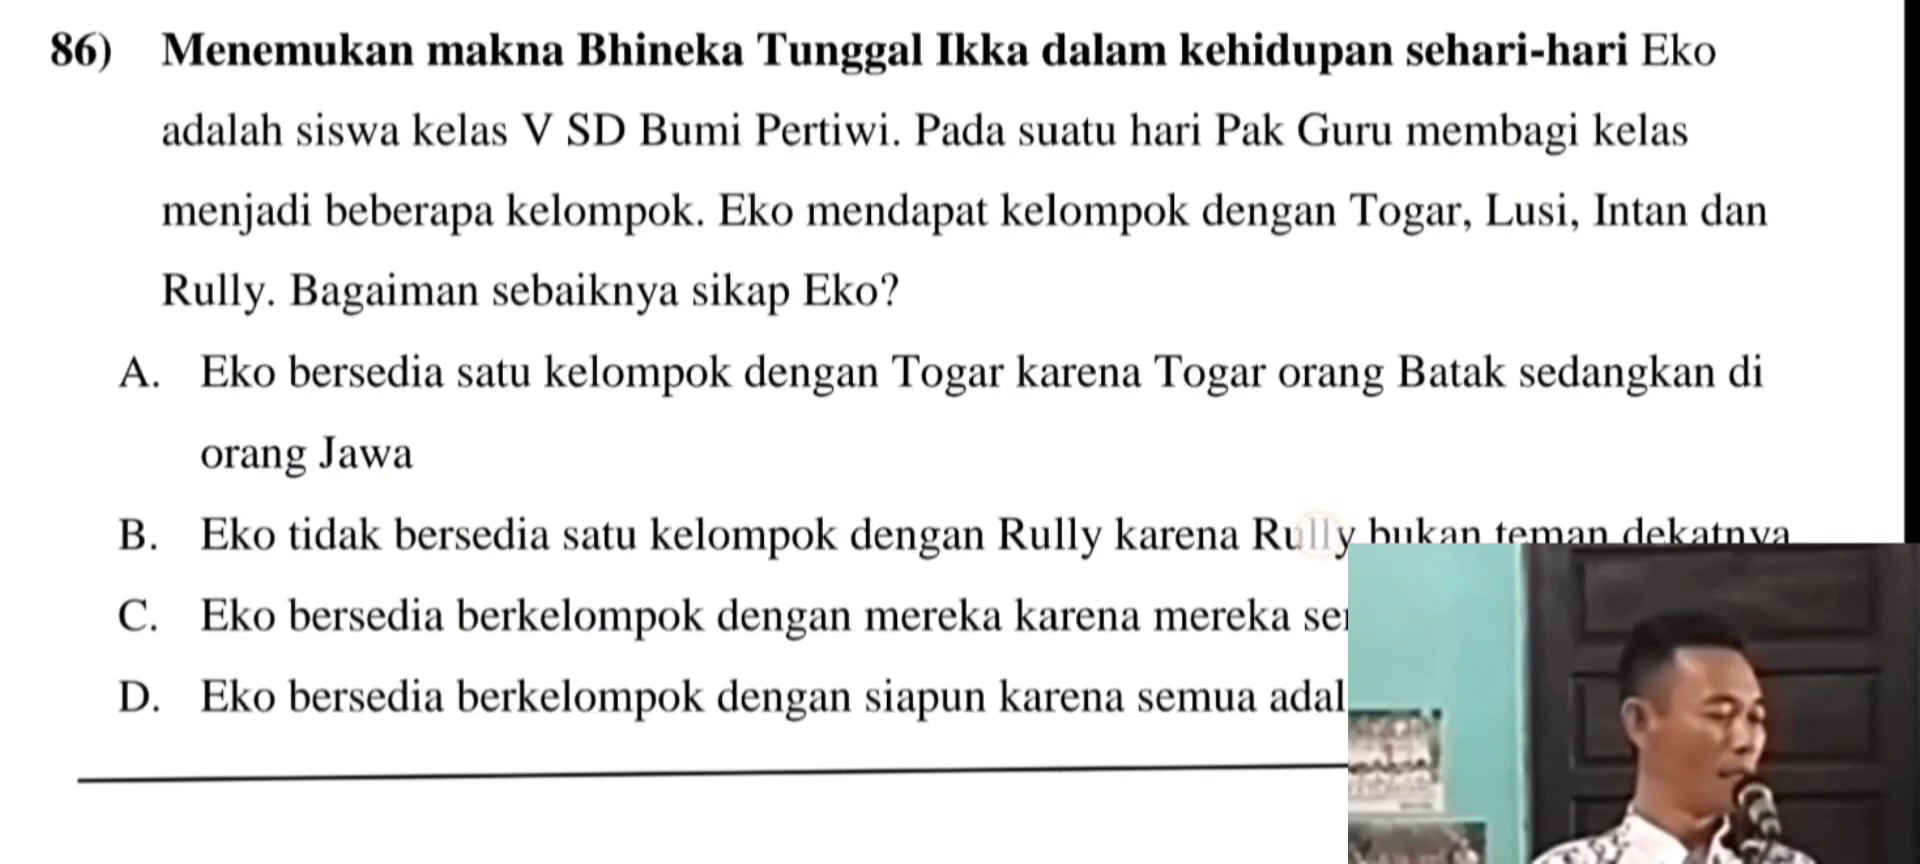 86) Menemukan makna Bhineka Tunggal Ikka dalam kehidupan sehari-hari Eko
adalah siswa kelas V SD Bumi Pertiwi. Pada suatu hari Pak Guru membagi kelas
menjadi beberapa kelompok. Eko mendapat kelompok dengan Togar, Lusi, Intan dan
Rully. Bagaiman sebaiknya sikap Eko?
A. Eko bersedia satu kelompok dengan Togar karena Togar orang Batak sedangkan di
orang Jawa
B. Eko tidak bersedia satu kelompok dengan Rully karena Rully bukan teman dekatnya
C. Eko bersedia berkelompok dengan mereka karena mereka
D. Eko bersedia berkelompok dengan siapun karena semua